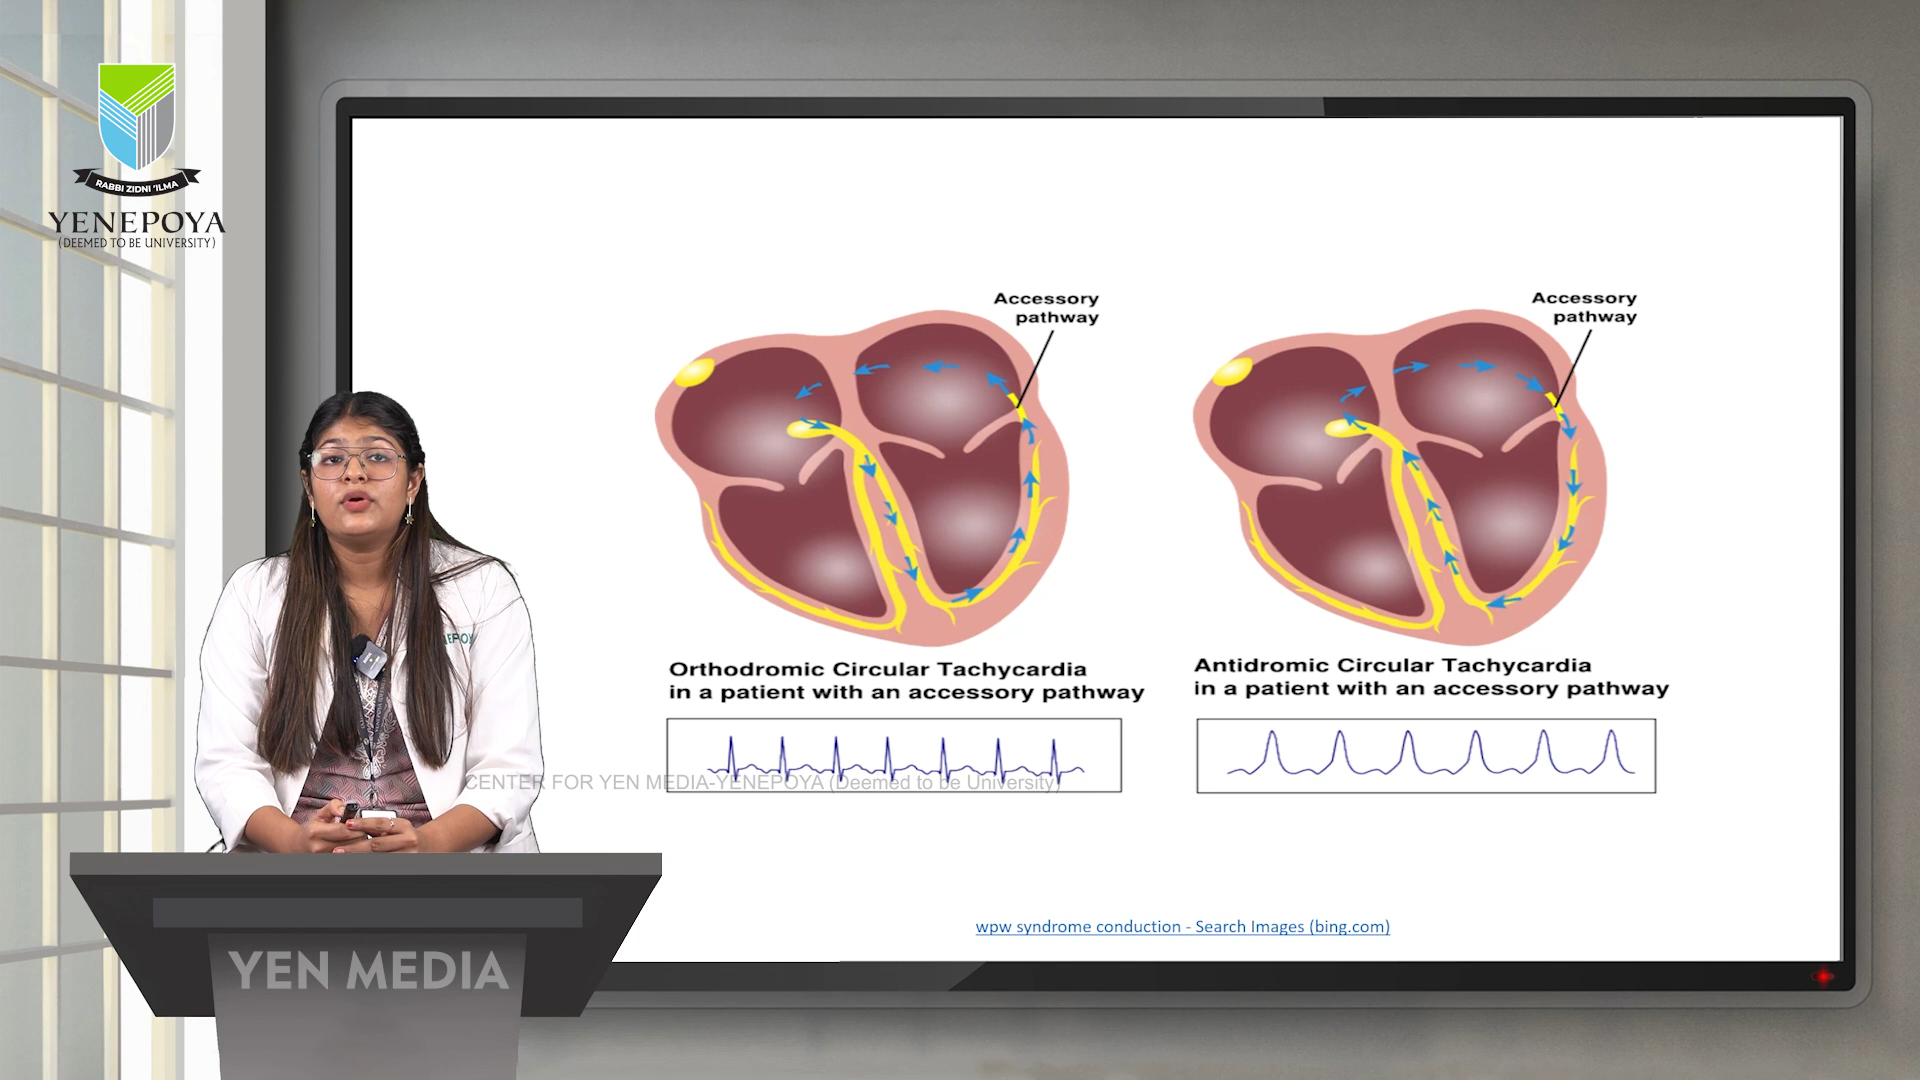 RABBI ZIDNI 'ILMA
YENEPOYA
(DEEMED TO BE UNIVERSITY)
Accessory
pathway
Accessory
pathway
Orthodromic Circular Tachycardia
in a patient with an accessory pathway
Antidromic Circular Tachycardia
in a patient with an accessory pathway
CENTER FOR YEN MEDIA-YENEPOYA (Deemed to be University)
wpw syndrome conduction - Search Images (bing.com)
YEN MEDIA